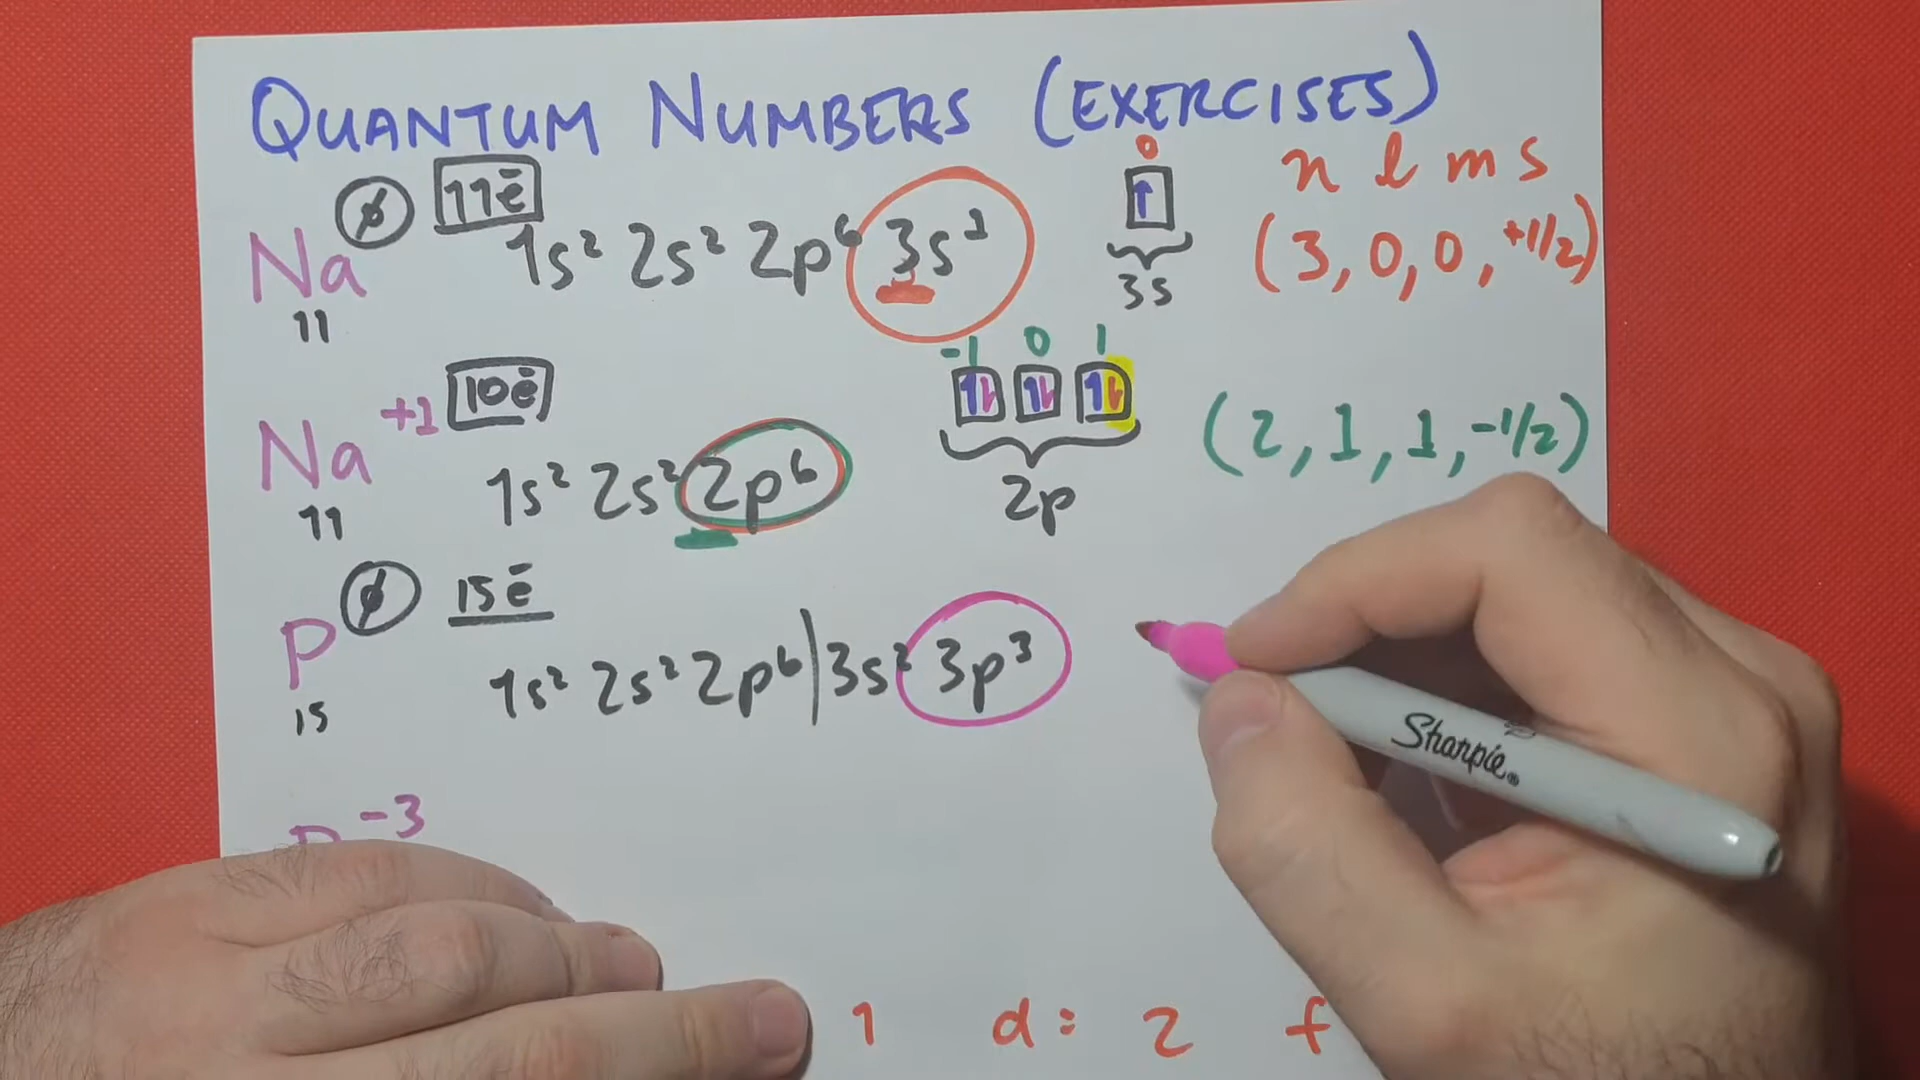 QUANTUM NUMBERS (EXERCISES)
n l m s
Na ∅ 11ē 1s² 2s² 2p⁶ 3s¹
11
0
↑
3s
(3, 0, 0, +1/2)
Na +1 10ē
11
1s² 2s² 2p⁶
-1 0 1
↑↓ ↑↓ ↑↓
2p
(2, 1, 1, -1/2)
P ∅ 15ē
15
1s² 2s² 2p⁶ | 3s² 3p³
-3
1 d: 2 f
Sharpie